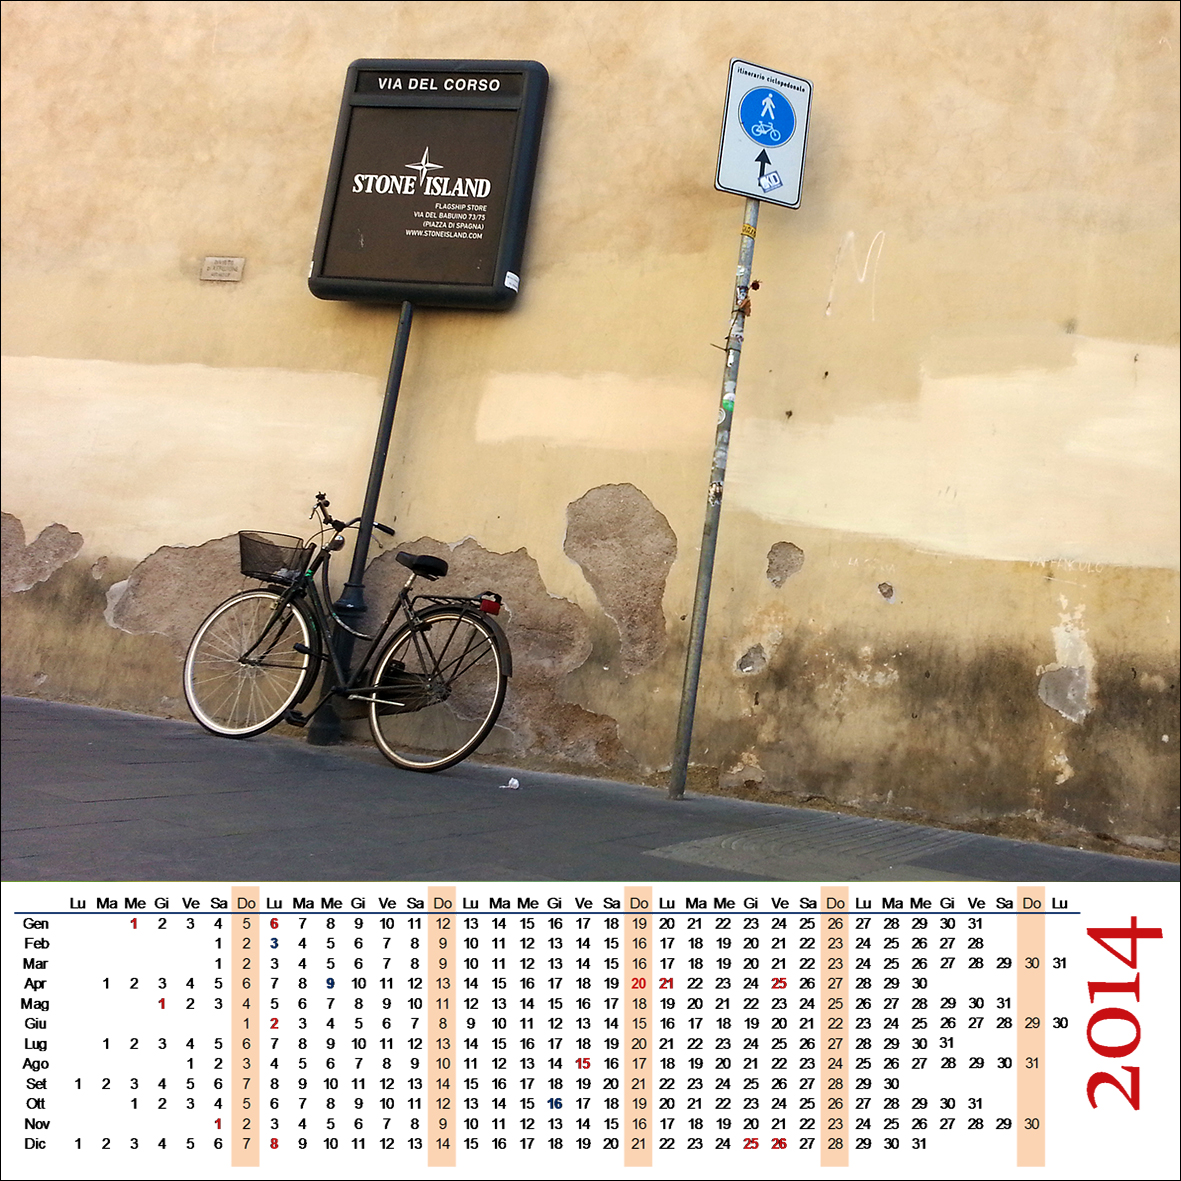 VIA DEL CORSO
STONE ISLAND
FLAGSHIP STORE
VIA DEL BABUINO 73/75
(PIAZZA DI SPAGNA)
WWW.STONEISLAND.COM
itinerario ciclopedonale
Lu Ma Me Gi Ve Sa Do Lu Ma Me Gi Ve Sa Do Lu Ma Me Gi Ve Sa Do Lu Ma Me Gi Ve Sa Do Lu Ma Me Gi Ve Sa Do Lu
Gen 1 2 3 4 5 6 7 8 9 10 11 12 13 14 15 16 17 18 19 20 21 22 23 24 25 26 27 28 29 30 31
Feb 1 2 3 4 5 6 7 8 9 10 11 12 13 14 15 16 17 18 19 20 21 22 23 24 25 26 27 28
Mar 1 2 3 4 5 6 7 8 9 10 11 12 13 14 15 16 17 18 19 20 21 22 23 24 25 26 27 28 29 30 31
Apr 1 2 3 4 5 6 7 8 9 10 11 12 13 14 15 16 17 18 19 20 21 22 23 24 25 26 27 28 29 30
Mag 1 2 3 4 5 6 7 8 9 10 11 12 13 14 15 16 17 18 19 20 21 22 23 24 25 26 27 28 29 30 31
Giu 1 2 3 4 5 6 7 8 9 10 11 12 13 14 15 16 17 18 19 20 21 22 23 24 25 26 27 28 29 30
Lug 1 2 3 4 5 6 7 8 9 10 11 12 13 14 15 16 17 18 19 20 21 22 23 24 25 26 27 28 29 30 31
Ago 1 2 3 4 5 6 7 8 9 10 11 12 13 14 15 16 17 18 19 20 21 22 23 24 25 26 27 28 29 30 31
Set 1 2 3 4 5 6 7 8 9 10 11 12 13 14 15 16 17 18 19 20 21 22 23 24 25 26 27 28 29 30
Ott 1 2 3 4 5 6 7 8 9 10 11 12 13 14 15 16 17 18 19 20 21 22 23 24 25 26 27 28 29 30 31
Nov 1 2 3 4 5 6 7 8 9 10 11 12 13 14 15 16 17 18 19 20 21 22 23 24 25 26 27 28 29 30
Dic 1 2 3 4 5 6 7 8 9 10 11 12 13 14 15 16 17 18 19 20 21 22 23 24 25 26 27 28 29 30 31
2014